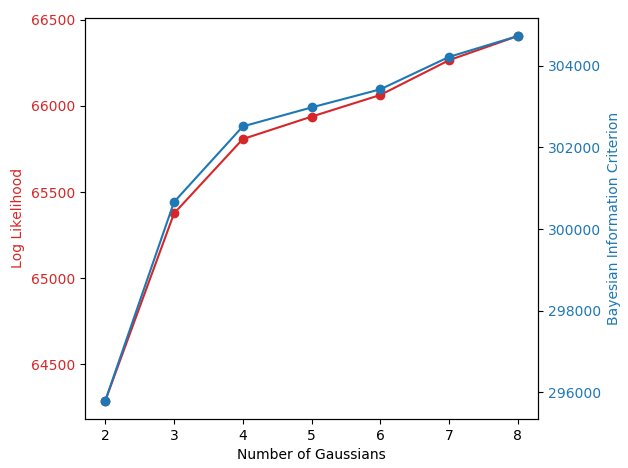 66500
66000
65500
65000
64500
Log Likelihood
304000
302000
300000
298000
296000
Bayesian Information Criterion
2 3 4 5 6 7 8
Number of Gaussians